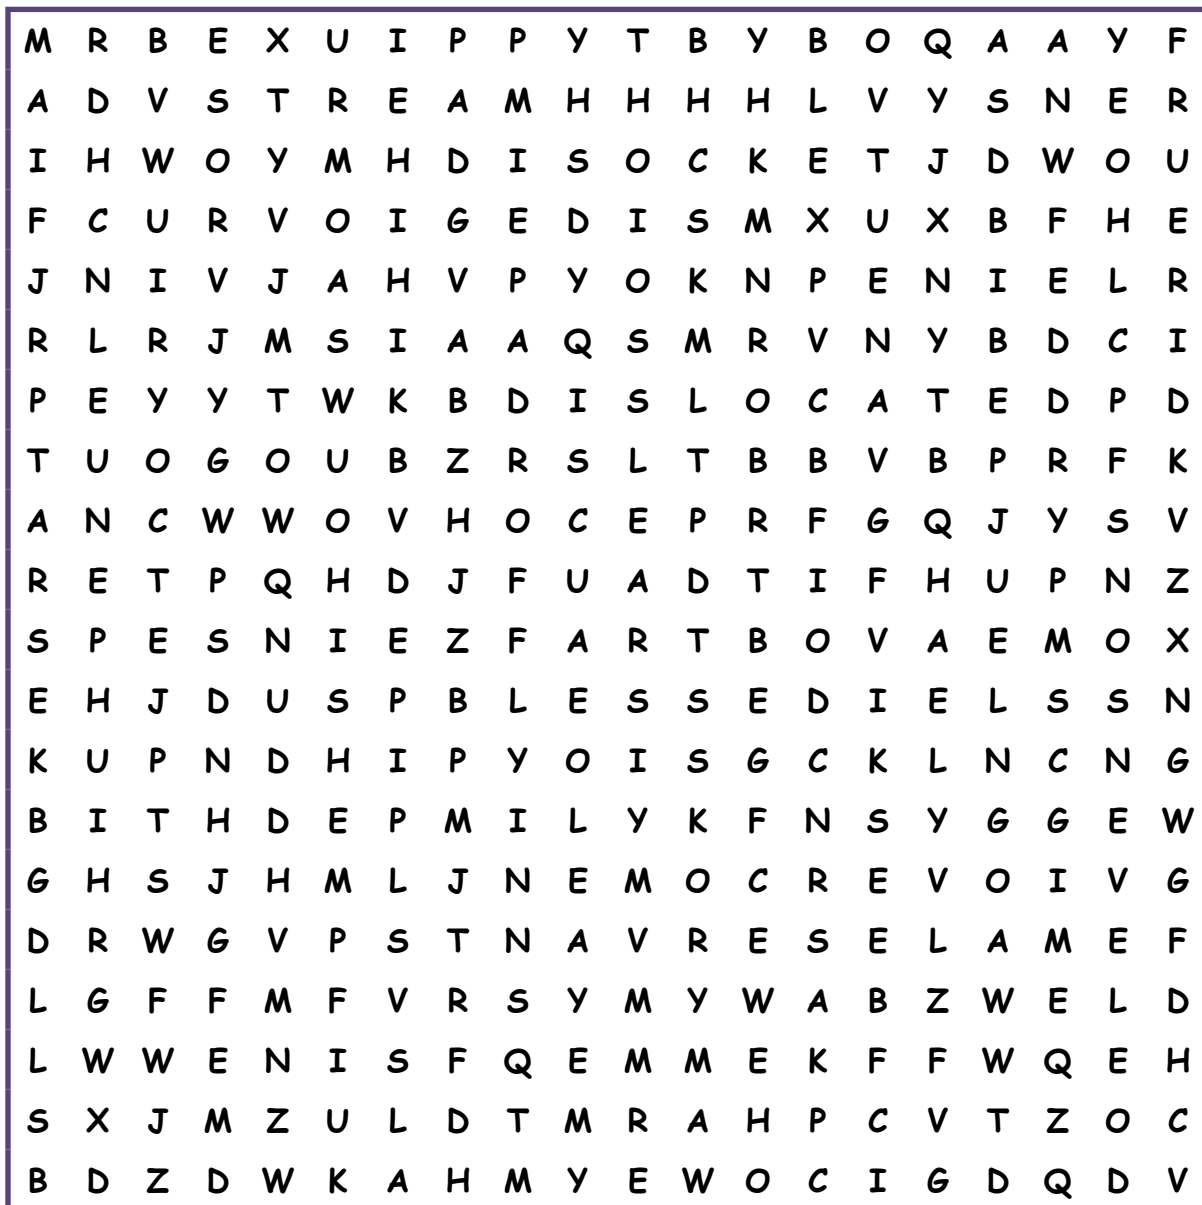 M R B E X U I P P Y T B Y B O Q A A Y F
A D V S T R E A M H H H H L V Y S N E R
I H W O Y M H D I S O C K E T J D W O U
F C U R V O I G E D I S M X U X B F H E
J N I V J A H V P Y O K N P E N I E L R
R L R J M S I A A Q S M R V N Y B D C I
P E Y Y T W K B D I S L O C A T E D P D
T U O G O U B Z R S L T B B V B P R F K
A N C W W O V H O C E P R F G Q J Y S V
R E T P Q H D J F U A D T I F H U P N Z
S P E S N I E Z F A R T B O V A E M O X
E H J D U S P B L E S S E D I E L S S N
K U P N D H I P Y O I S G C K L N C N G
B I T H D E P M I L Y K F N S Y G G E W
G H S J H M L J N E M O C R E V O I V G
D R W G V P S T N A V R E S E L A M E F
L G F F M F V R S Y M Y W A B Z W E L D
L W W E N I S F Q E M M E K F F W Q E H
S X J M Z U L D T M R A H P C V T Z O C
B D Z D W K A H M Y E W O C I G D Q D V